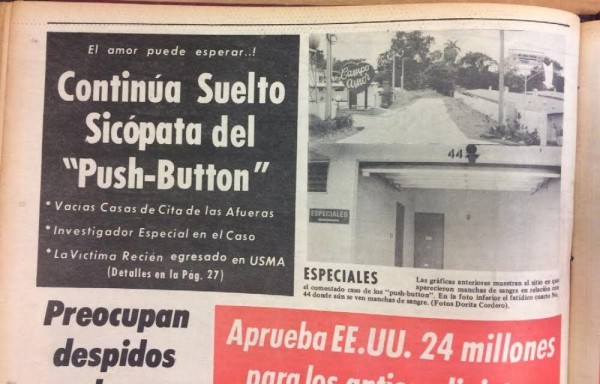 El amor puede esperar..!
Continúa Suelto
Sicópata del
"Push-Button"
* Vacías Casas de Cita de las Afueras
* Investigador Especial en el Caso
* La Víctima Recién egresado en USMA
(Detalles en la Pág. 27)
Campo
Amor
44
ESPECIALES
ESPECIALES
Las gráficas anteriores muestran el sitio en que
aparecieron manchas de sangre en relación con
el comentado caso de los "push-button". En la foto inferior el fatídico cuarto No.
44 donde aún se ven manchas de sangre. (Fotos Dorita Cordero).
Preocupan
despidos
Aprueba EE.UU. 24 millones
para los